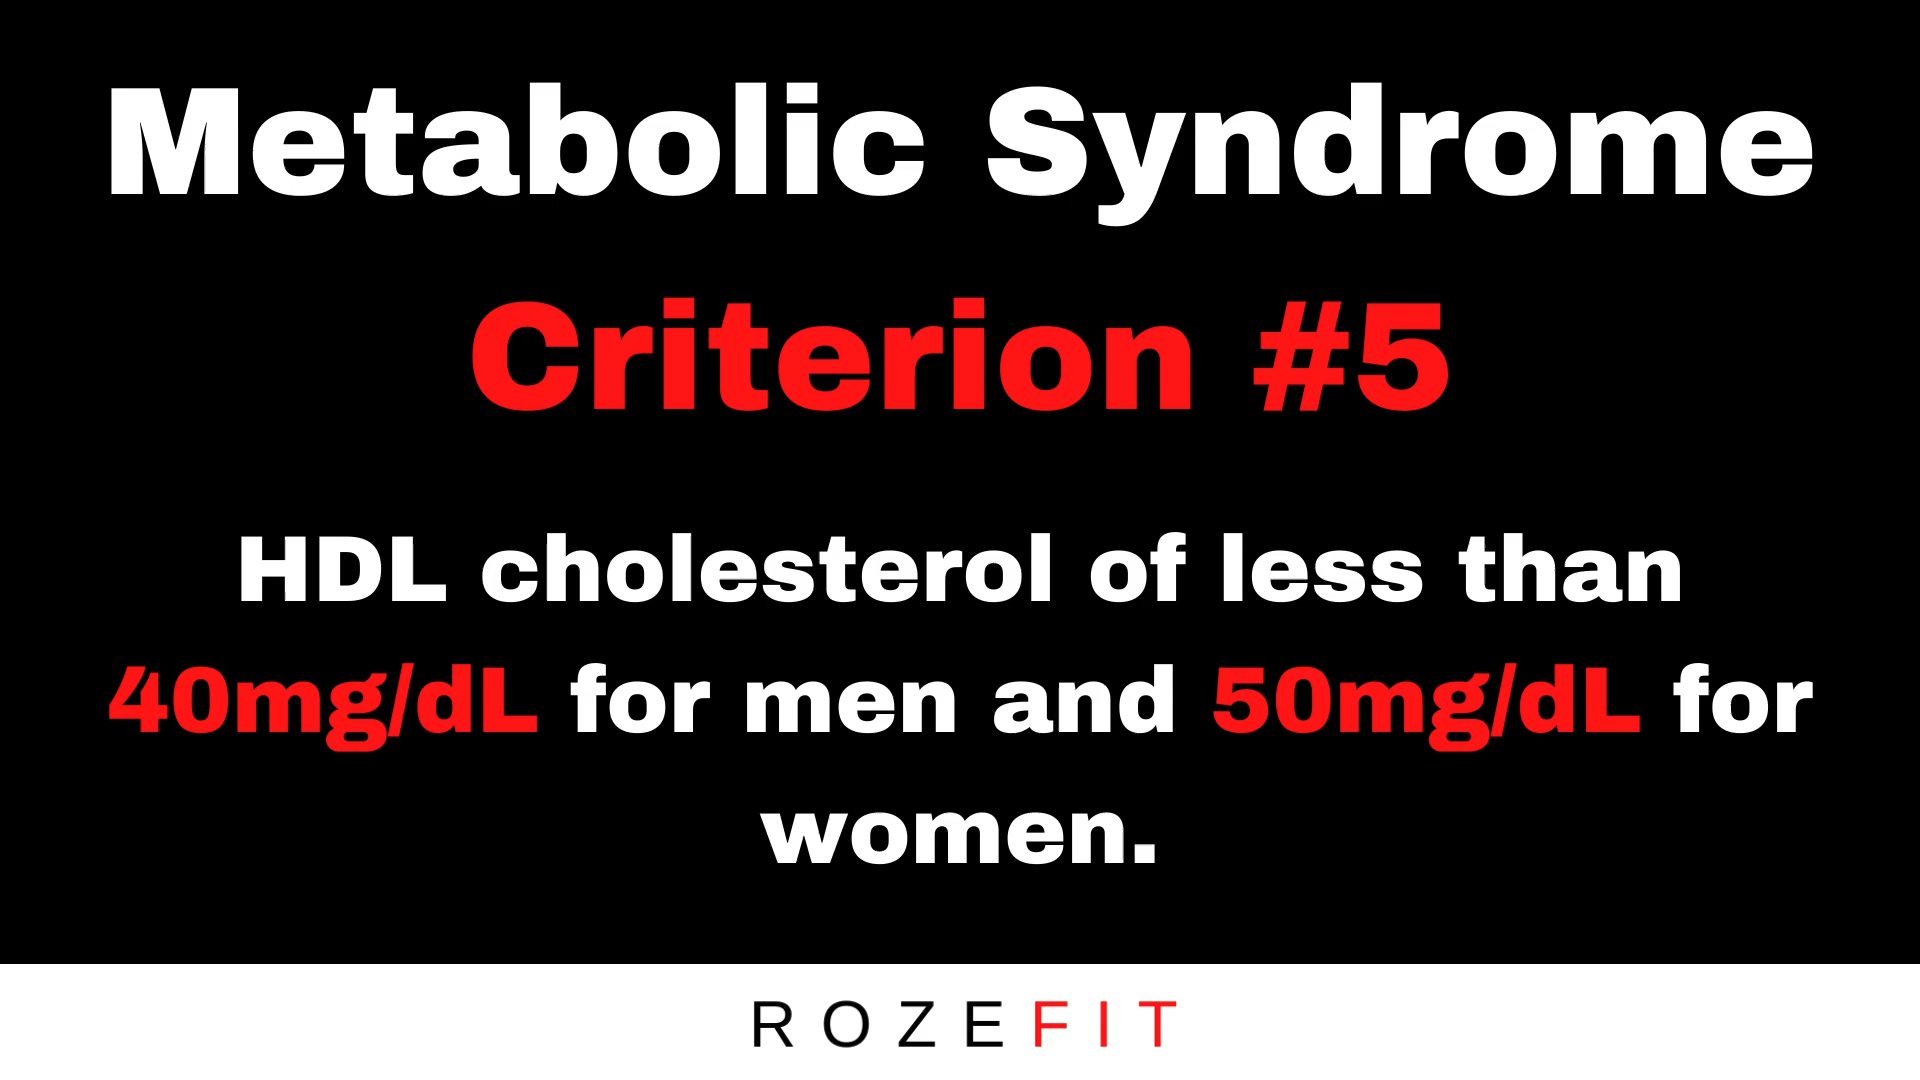 Metabolic Syndrome
Criterion #5
HDL cholesterol of less than
40mg/dL for men and 50mg/dL for
women.
ROZEFIT